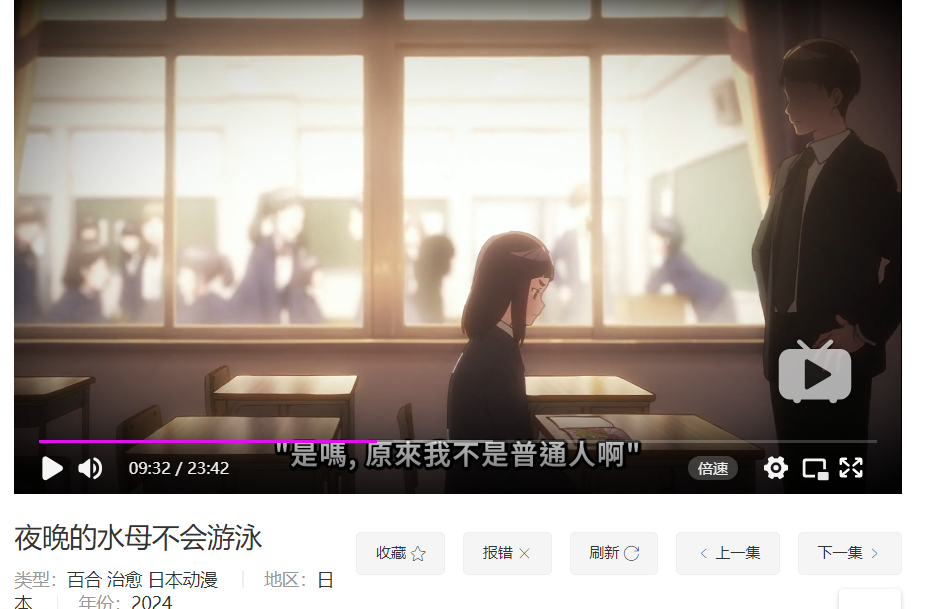 "是嗎, 原來我不是普通人啊"
09:32 / 23:42
倍速
夜晚的水母不会游泳
收藏
报错
刷新
上一集
下一集
类型：百合 治愈 日本动漫
地区：日
本
年份：2024